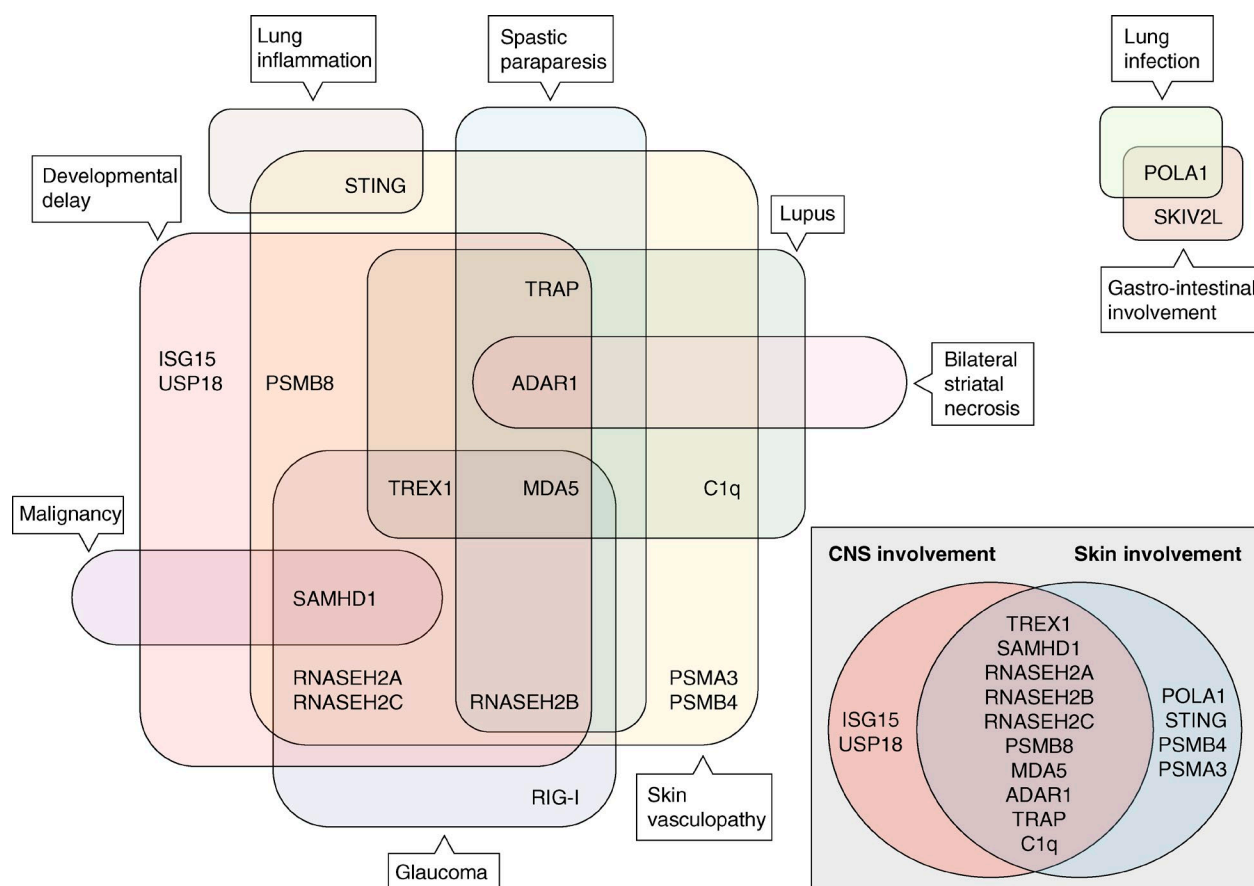 Lung
inflammation
Spastic
paraparesis
Lung
infection
Developmental
delay
STING
POLA1
SKIV2L
Lupus
Gastro-intestinal
involvement
TRAP
ISG15
USP18
PSMB8
ADAR1
Bilateral
striatal
necrosis
TREX1
MDA5
C1q
Malignancy
SAMHD1
RNASEH2A
RNASEH2C
RNASEH2B
PSMA3
PSMB4
RIG-I
Skin
vasculopathy
Glaucoma
CNS involvement
Skin involvement
ISG15
USP18
TREX1
SAMHD1
RNASEH2A
RNASEH2B
RNASEH2C
PSMB8
MDA5
ADAR1
TRAP
C1q
POLA1
STING
PSMB4
PSMA3